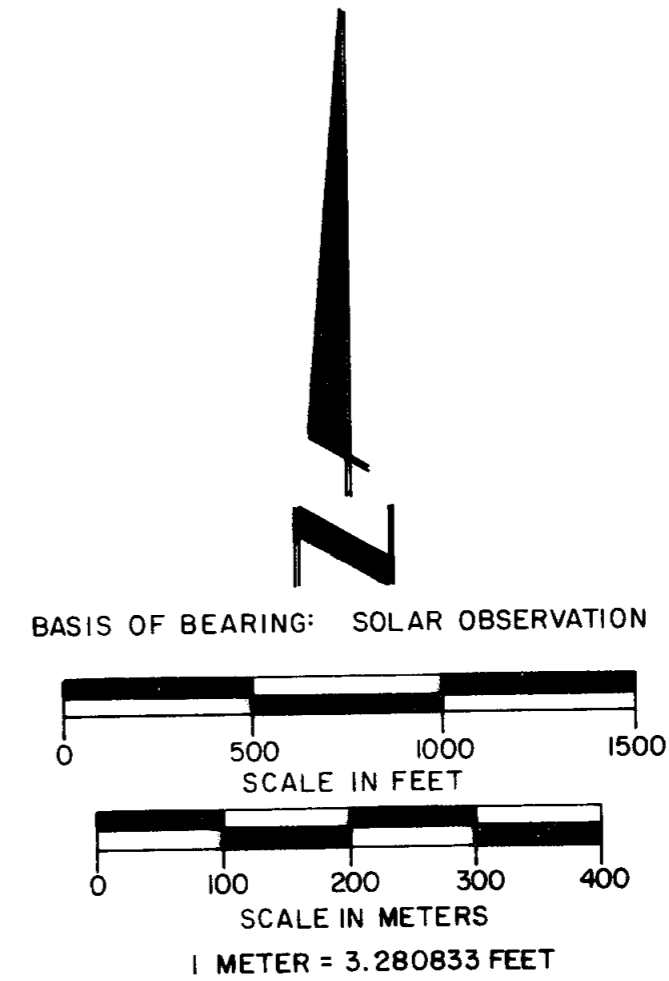 N
BASIS OF BEARING: SOLAR OBSERVATION
0 500 1000 1500
SCALE IN FEET
0 100 200 300 400
SCALE IN METERS
1 METER = 3.280833 FEET